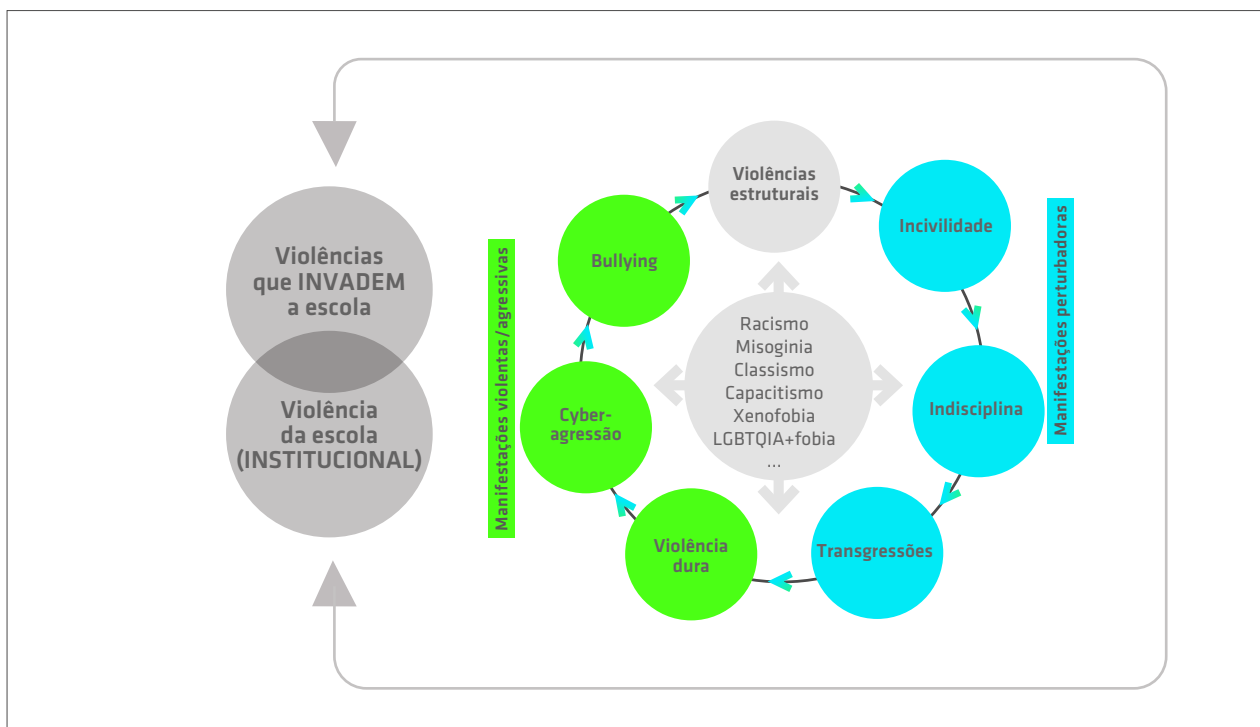 Violências
que INVADEM
a escola
Violência
da escola
(INSTITUCIONAL)
Manifestações violentas/agressivas
Violências
estruturais
Incivilidade
Indisciplina
Transgressões
Violência
dura
Cyber-
agressão
Bullying
Racismo
Misoginia
Classismo
Capacitismo
Xenofobia
LGBTQIA+fobia
...
Manifestações perturbadoras